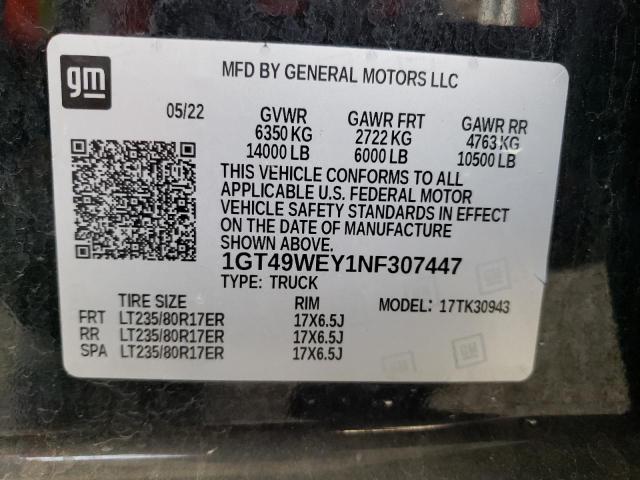 gm
MFD BY GENERAL MOTORS LLC
05/22 GVWR GAWR FRT GAWR RR
6350 KG 2722 KG 4763 KG
14000 LB 6000 LB 10500 LB
THIS VEHICLE CONFORMS TO ALL
APPLICABLE U.S. FEDERAL MOTOR
VEHICLE SAFETY STANDARDS IN EFFECT
ON THE DATE OF MANUFACTURE
SHOWN ABOVE.
1GT49WEY1NF307447
TYPE: TRUCK
TIRE SIZE RIM MODEL: 17TK30943
FRT LT235/80R17ER 17X6.5J
RR LT235/80R17ER 17X6.5J
SPA LT235/80R17ER 17X6.5J
GM
GM
GM